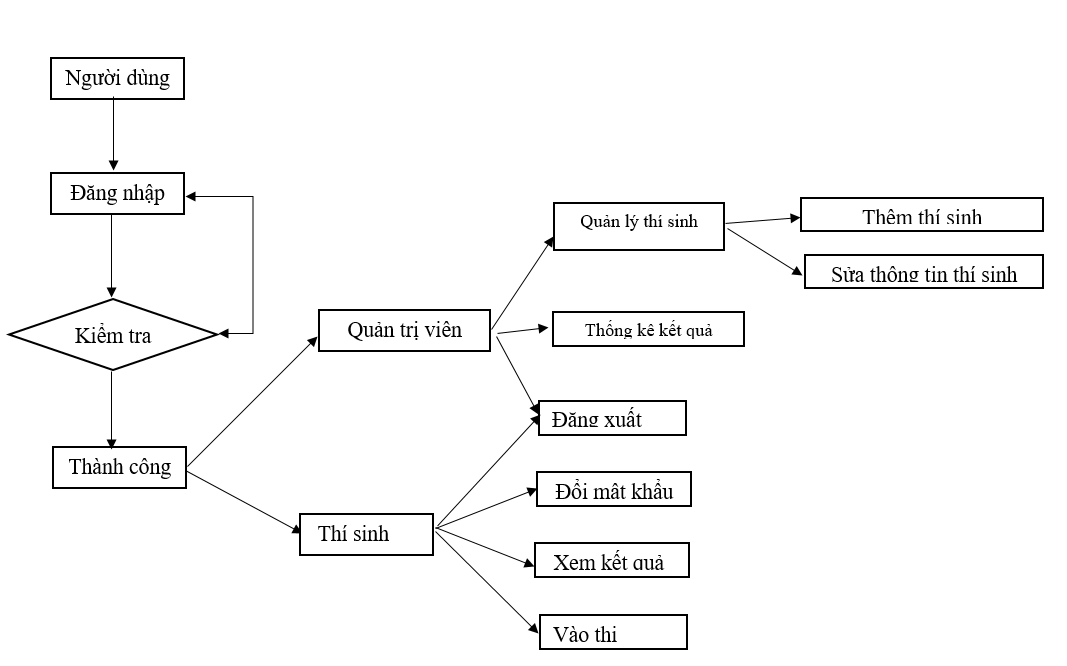 Người dùng
Đăng nhập
Kiểm tra
Thành công
Quản trị viên
Thí sinh
Quản lý thí sinh
Thống kê kết quả
Đăng xuất
Đổi mât khẩu
Xem kết quả
Vào thi
Thêm thí sinh
Sửa thông tin thí sinh